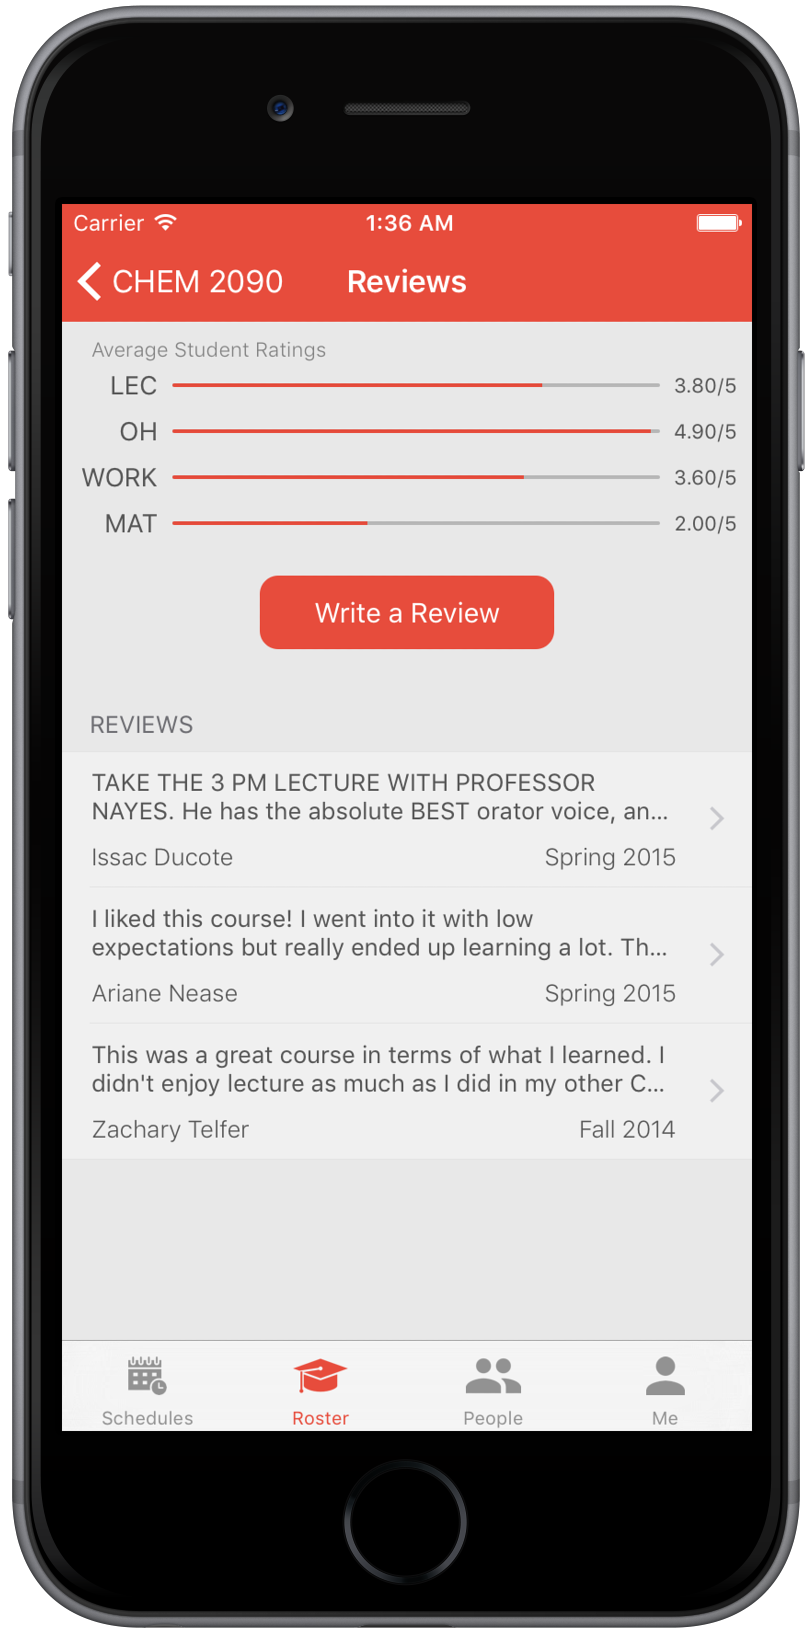 Carrier 1:36 AM
CHEM 2090 Reviews
Average Student Ratings
LEC 3.80/5
OH 4.90/5
WORK 3.60/5
MAT 2.00/5
Write a Review
REVIEWS
TAKE THE 3 PM LECTURE WITH PROFESSOR
NAYES. He has the absolute BEST orator voice, an...
Issac Ducote Spring 2015
I liked this course! I went into it with low
expectations but really ended up learning a lot. Th...
Ariane Nease Spring 2015
This was a great course in terms of what I learned. I
didn't enjoy lecture as much as I did in my other C...
Zachary Telfer Fall 2014
Schedules Roster People Me